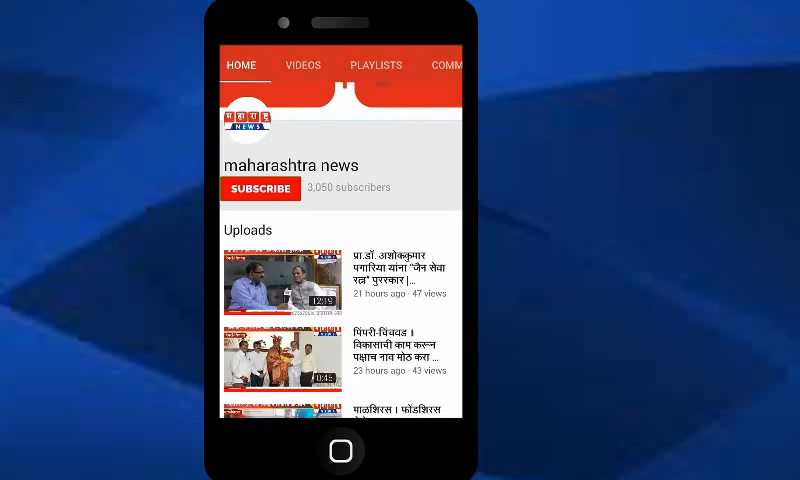 HOME VIDEOS PLAYLISTS COMM
महाराष्ट्र
NEWS
maharashtra news
SUBSCRIBE 3,050 subscribers
Uploads
प्रा.डॉ. अशोककुमार
पगारिया यांना "जैन सेवा
रत्न" पुरस्कार |...
21 hours ago · 47 views
12:19
पिंपरी-चिंचवड ।
विकासाची काम करून
पक्षाच नाव मोठ करा ...
23 hours ago · 43 views
0:45
माळशिरस । फोंडशिरस